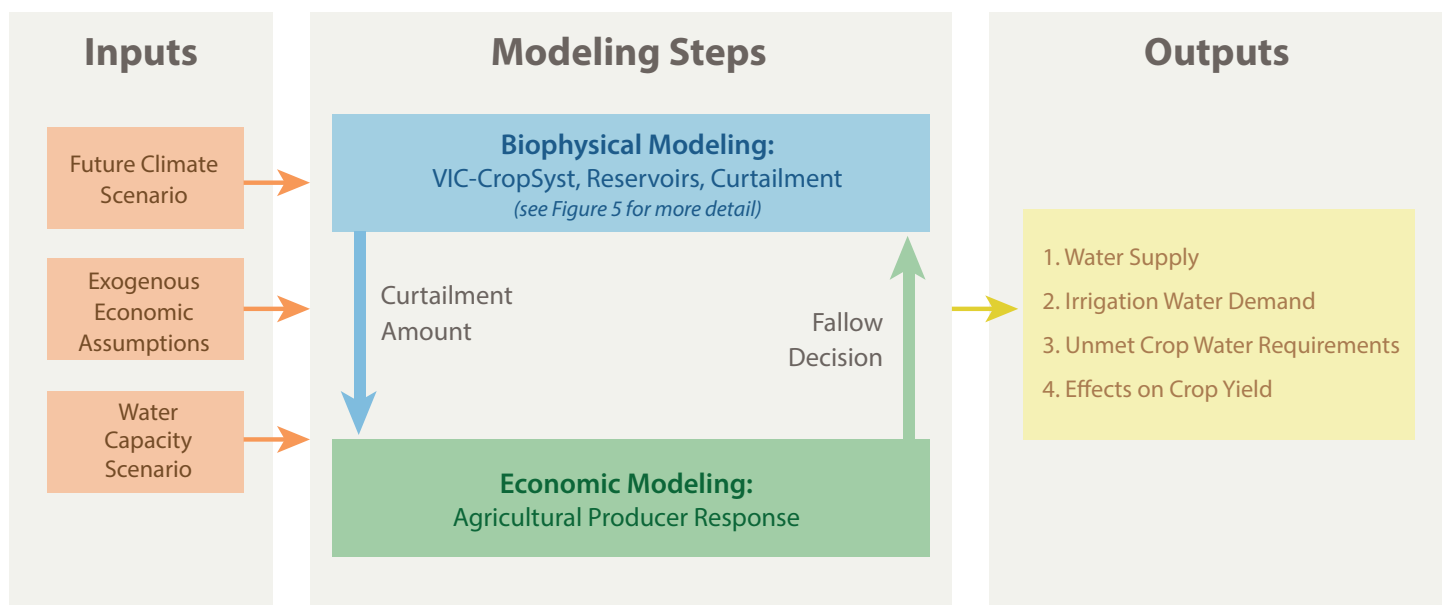 Inputs
Future Climate
Scenario
Exogenous
Economic
Assumptions
Water
Capacity
Scenario
Modeling Steps
Biophysical Modeling:
VIC-CropSyst, Reservoirs, Curtailment
(see Figure 5 for more detail)
Curtailment
Amount
Fallow
Decision
Economic Modeling:
Agricultural Producer Response
Outputs
1. Water Supply
2. Irrigation Water Demand
3. Unmet Crop Water Requirements
4. Effects on Crop Yield